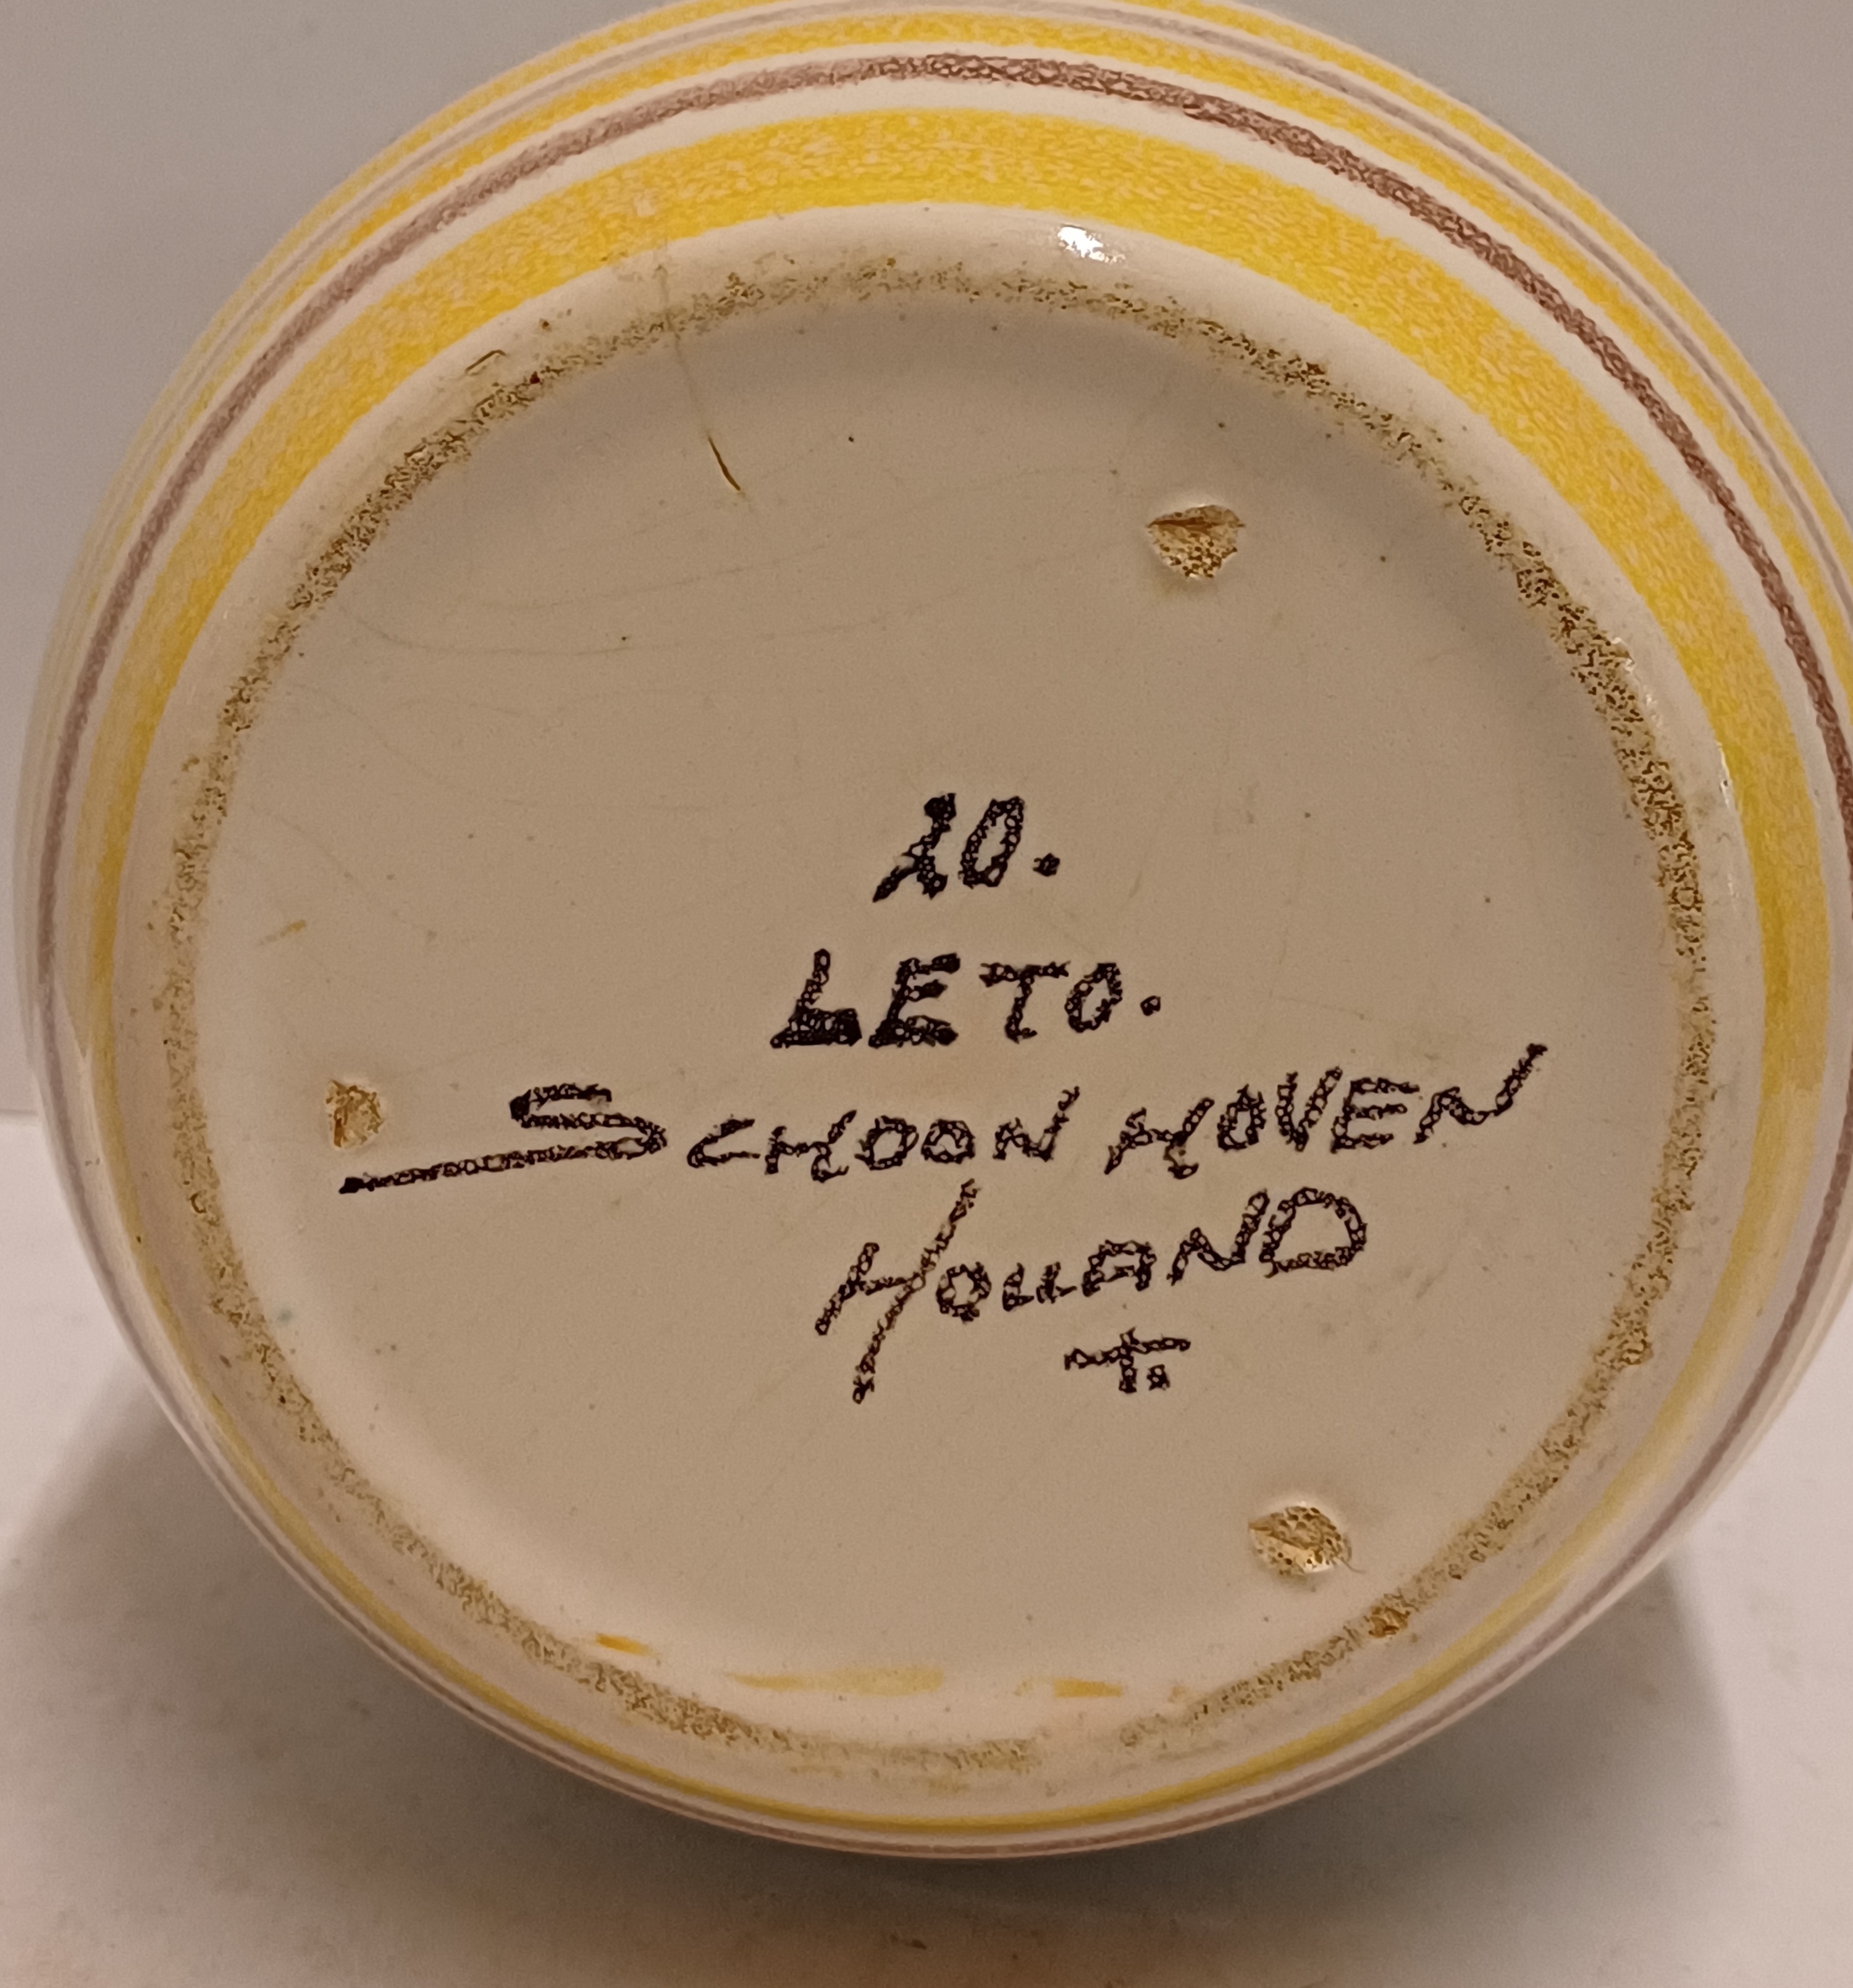 10.
LETO.
SCHOONHOVEN
HOLLAND